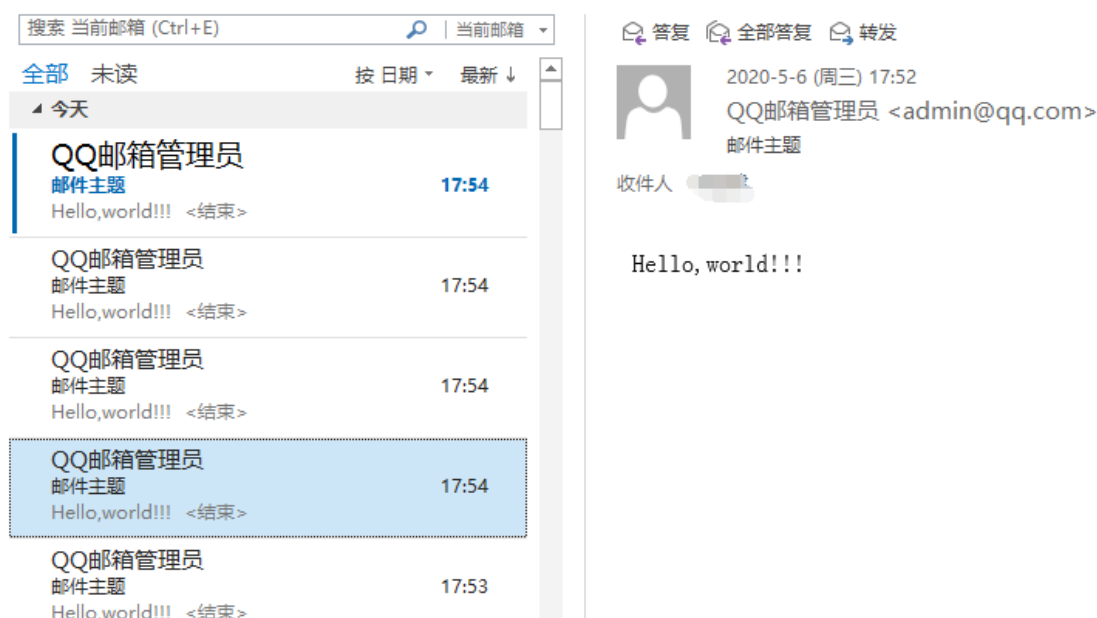 搜索 当前邮箱 (Ctrl+E)
当前邮箱
全部 未读
按 日期
最新 ↓
今天
QQ邮箱管理员
邮件主题
17:54
Hello,world!!! <结束>
QQ邮箱管理员
邮件主题
17:54
Hello,world!!! <结束>
QQ邮箱管理员
邮件主题
17:54
Hello,world!!! <结束>
QQ邮箱管理员
邮件主题
17:54
Hello,world!!! <结束>
QQ邮箱管理员
邮件主题
17:53
Hello,world!!! <结束>
答复 全部答复 转发
2020-5-6 (周三) 17:52
QQ邮箱管理员 <admin@qq.com>
邮件主题
收件人
Hello,world!!!